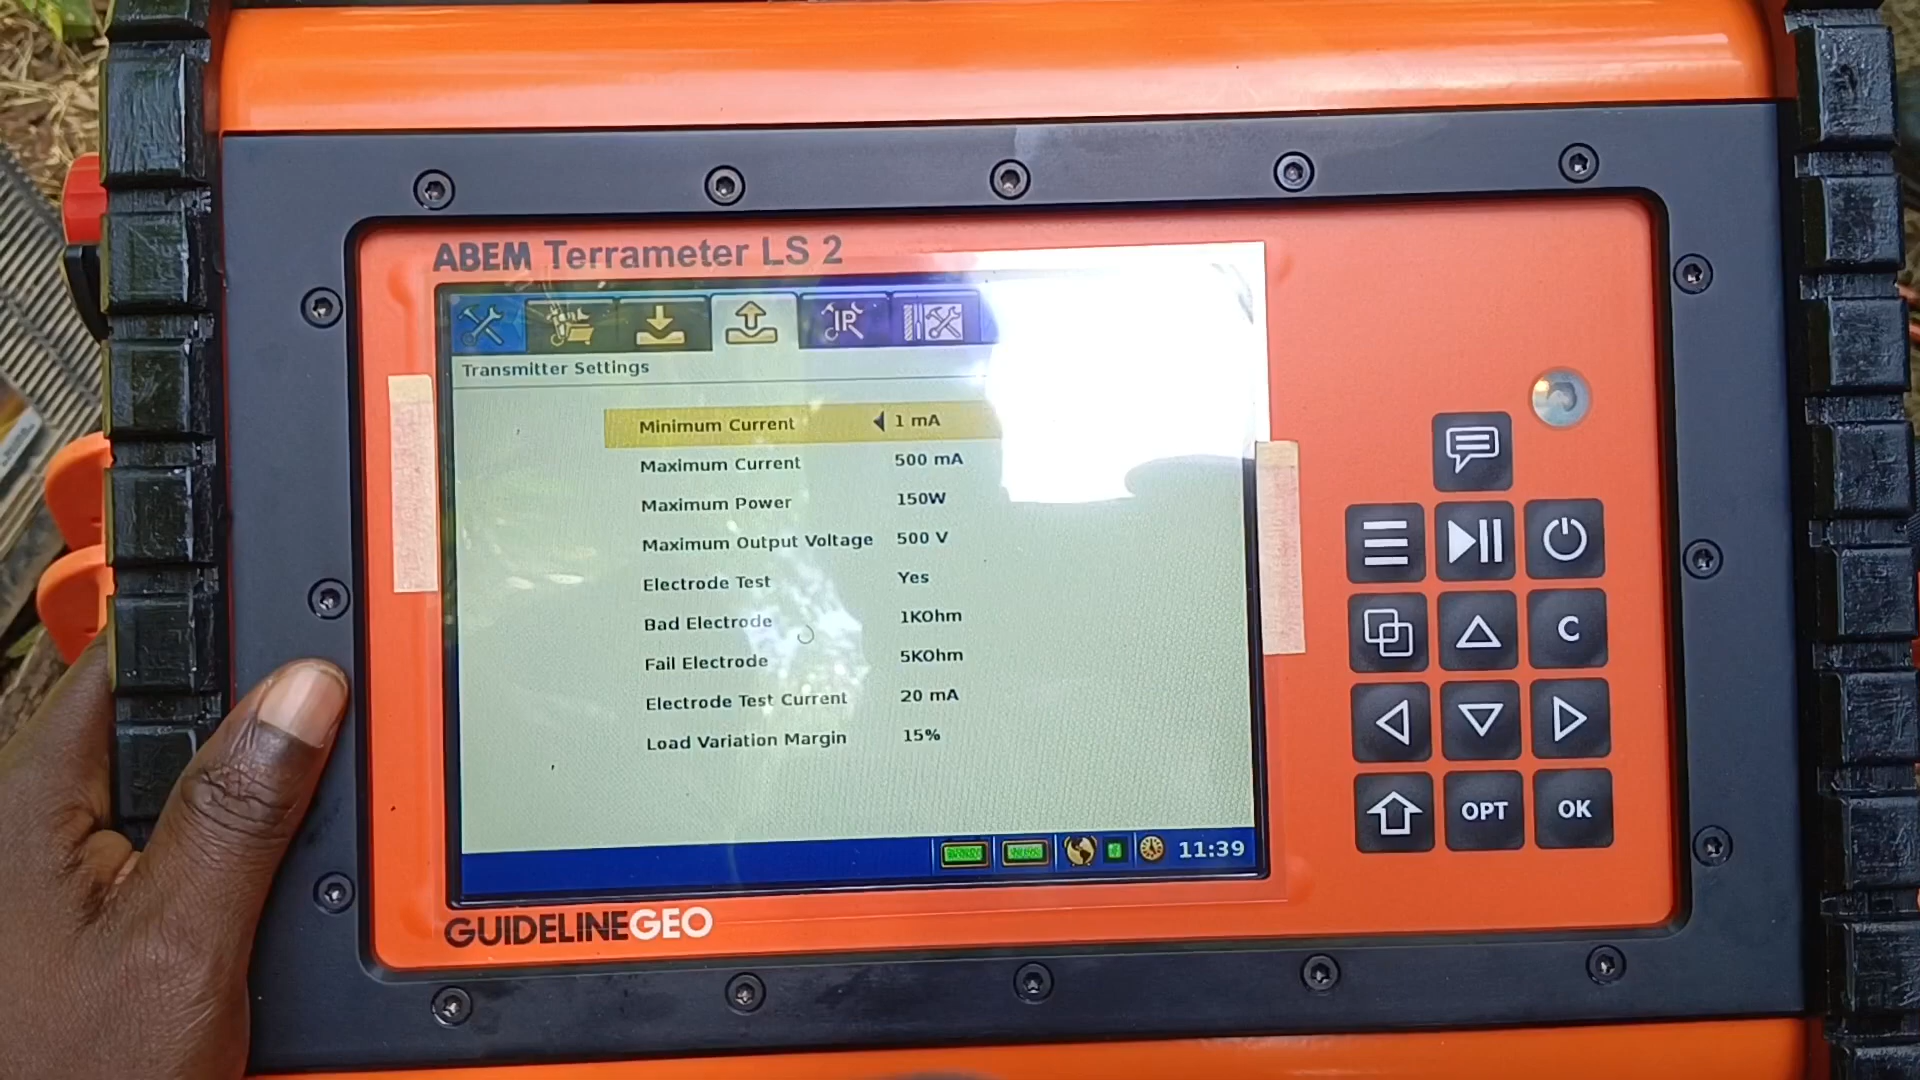 ABEM Terrameter LS 2
IP
Transmitter Settings
Minimum Current 1 mA
Maximum Current 500 mA
Maximum Power 150W
Maximum Output Voltage 500 V
Electrode Test Yes
Bad Electrode 1KOhm
Fail Electrode 5KOhm
Electrode Test Current 20 mA
Load Variation Margin 15%
11:39
GUIDELINEGEO
C
OPT OK